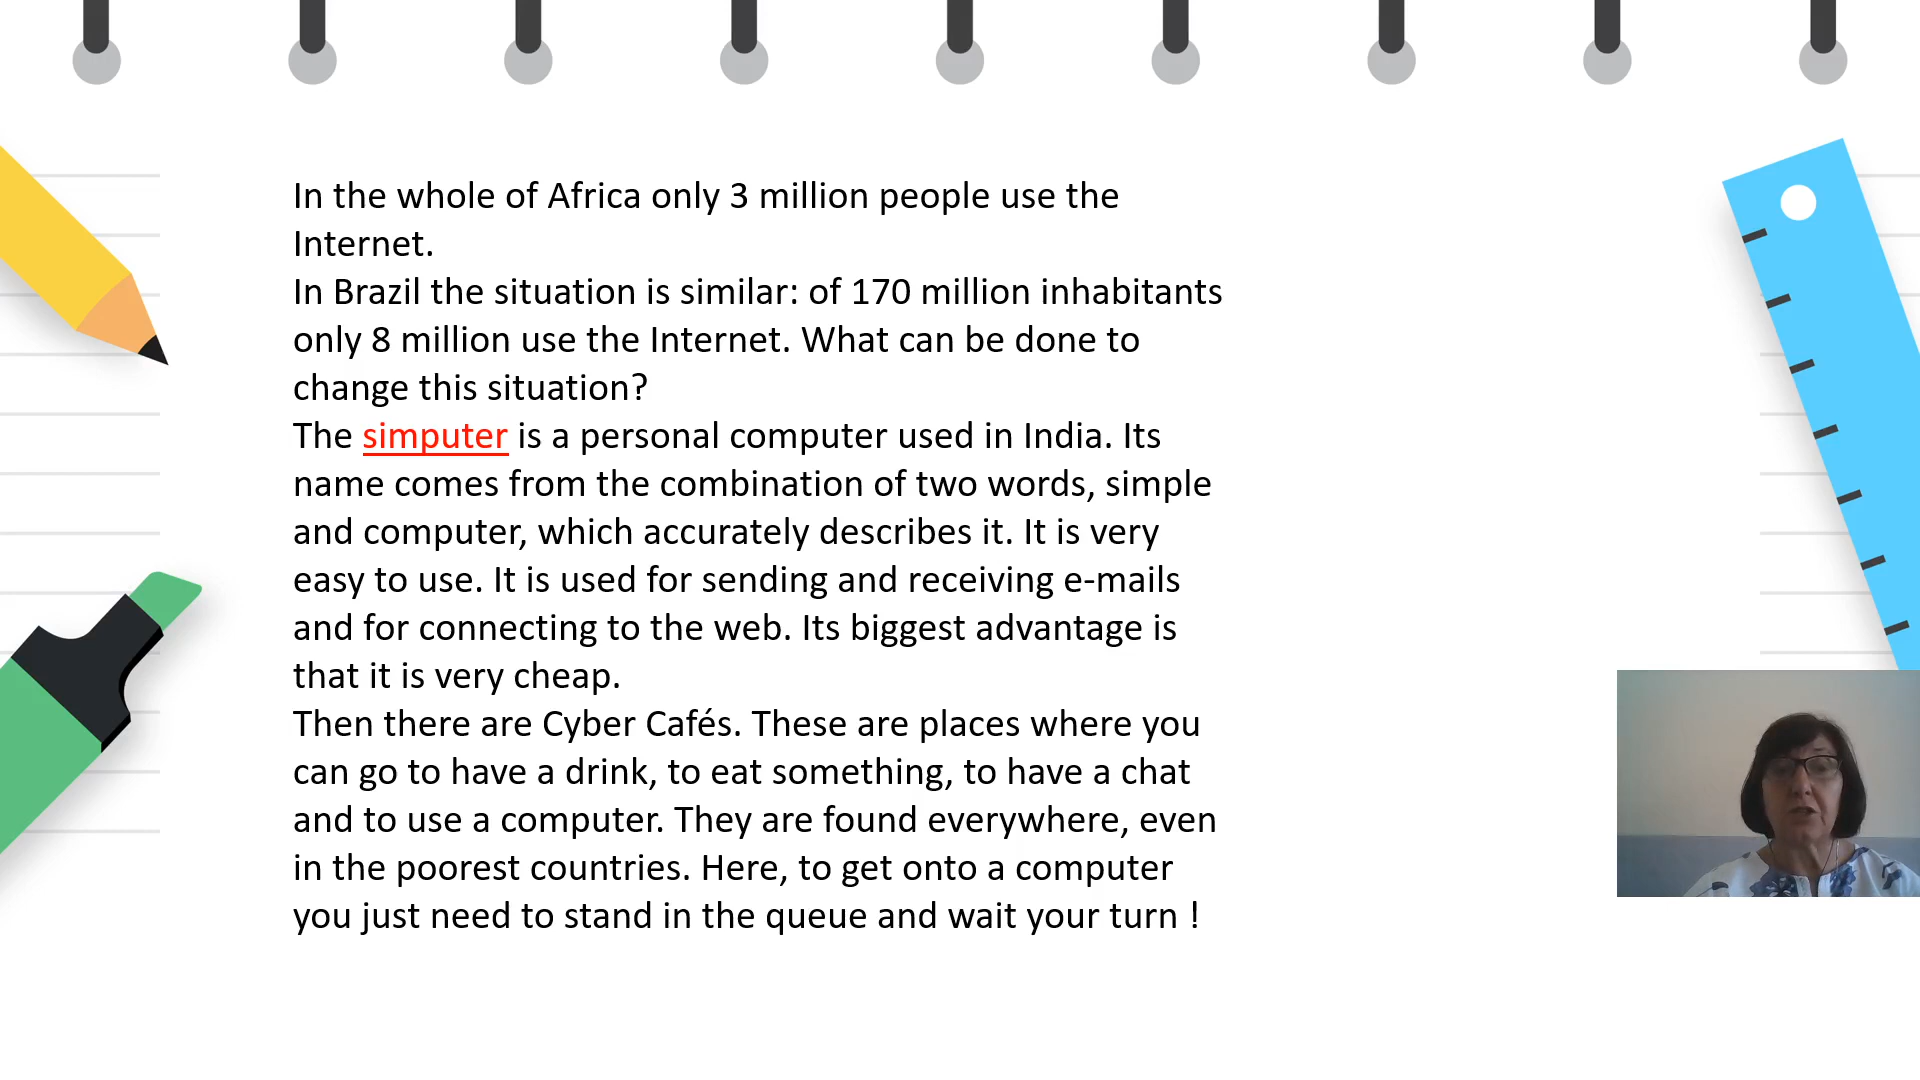 In the whole of Africa only 3 million people use the
Internet.
In Brazil the situation is similar: of 170 million inhabitants
only 8 million use the Internet. What can be done to
change this situation?
The simputer is a personal computer used in India. Its
name comes from the combination of two words, simple
and computer, which accurately describes it. It is very
easy to use. It is used for sending and receiving e-mails
and for connecting to the web. Its biggest advantage is
that it is very cheap.
Then there are Cyber Cafés. These are places where you
can go to have a drink, to eat something, to have a chat
and to use a computer. They are found everywhere, even
in the poorest countries. Here, to get onto a computer
you just need to stand in the queue and wait your turn !